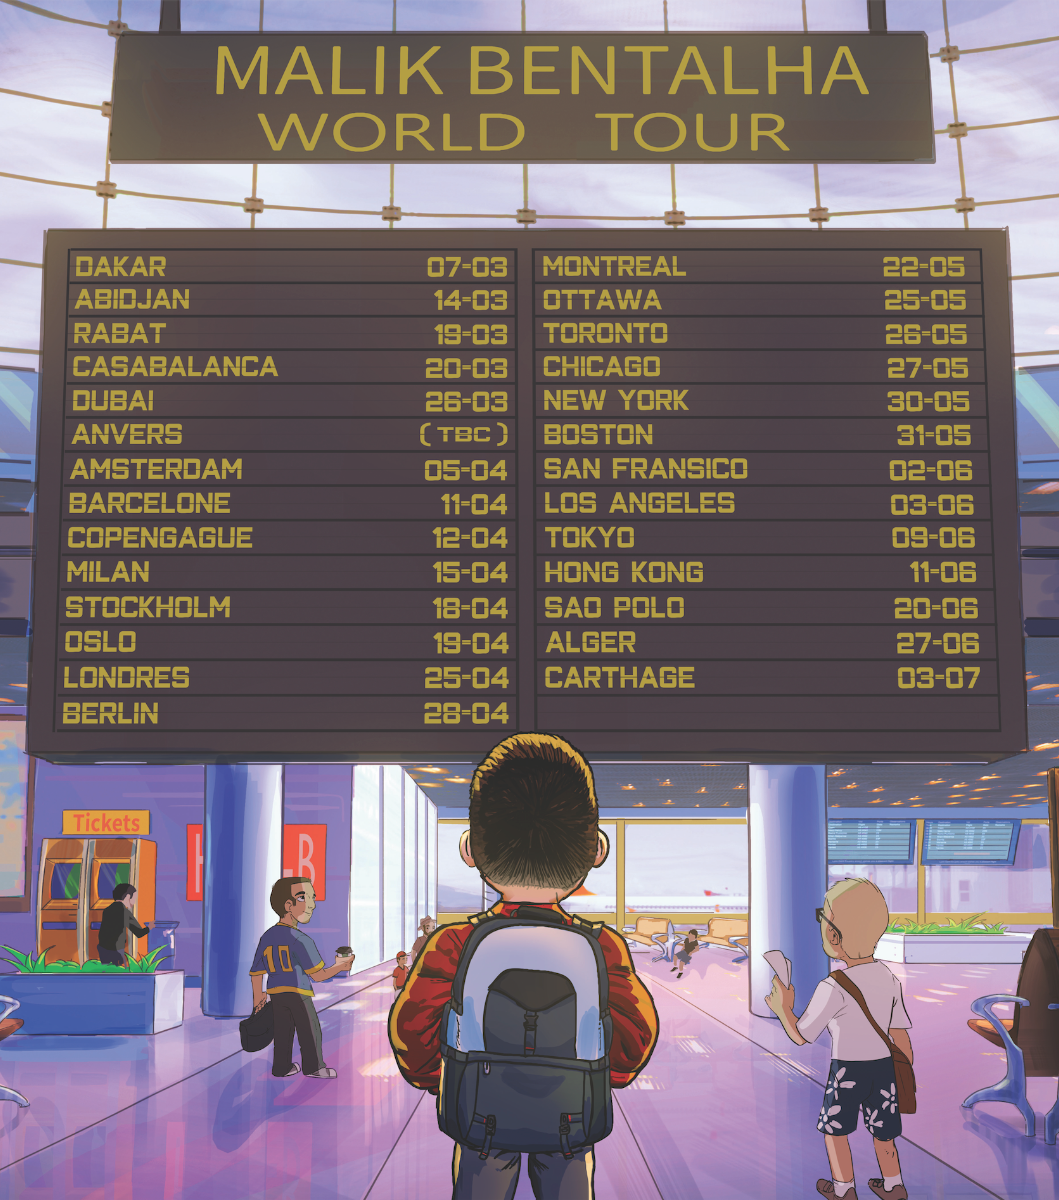 MALIK BENTALHA
WORLD TOUR
DAKAR 07-03
ABIDJAN 14-03
RABAT 19-03
CASABALANCA 20-03
DUBAI 26-03
ANVERS (TBC)
AMSTERDAM 05-04
BARCELONE 11-04
COPENGAGUE 12-04
MILAN 15-04
STOCKHOLM 18-04
OSLO 19-04
LONDRES 25-04
BERLIN 28-04
MONTREAL 22-05
OTTAWA 25-05
TORONTO 26-05
CHICAGO 27-05
NEW YORK 30-05
BOSTON 31-05
SAN FRANSICO 02-06
LOS ANGELES 03-06
TOKYO 09-06
HONG KONG 11-06
SAO POLO 20-06
ALGER 27-06
CARTHAGE 03-07
Tickets
H
B
10